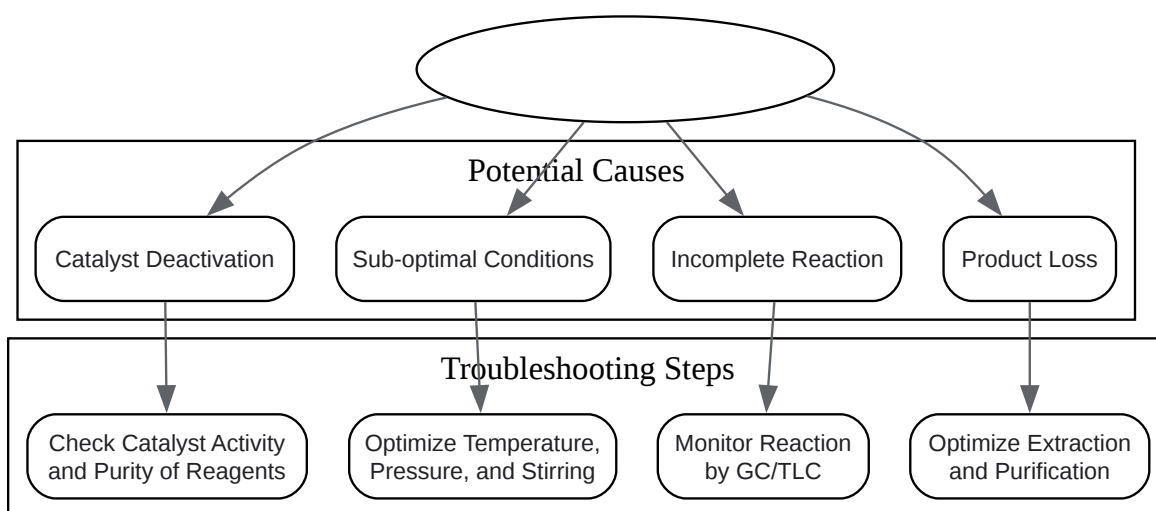 Potential Causes
Catalyst Deactivation
Sub-optimal Conditions
Incomplete Reaction
Product Loss
Troubleshooting Steps
Check Catalyst Activity
and Purity of Reagents
Optimize Temperature,
Pressure, and Stirring
Monitor Reaction
by GC/TLC
Optimize Extraction
and Purification